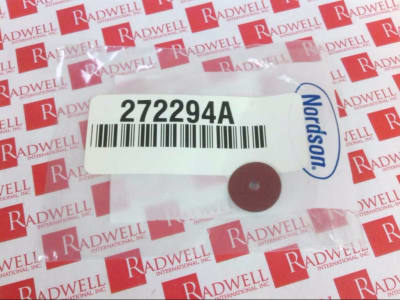 272294A
Nordson.
RADWELL
INTERNATIONAL, INC.